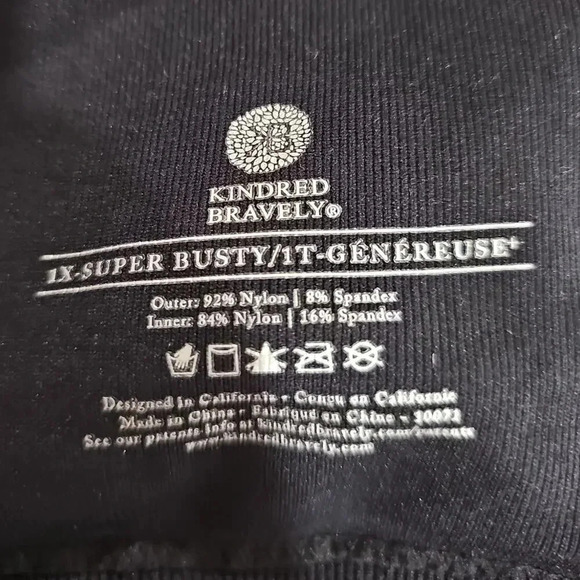 B
KINDRED
BRAVELY®
1X-SUPER BUSTY/1T-GÉNÉREUSE+
Outer: 92% Nylon | 8% Spandex
Inner: 84% Nylon | 16% Spandex
Designed in California • Conçu en Californie
Made in China • Fabriqué en Chine • 10071
See our patents info at kindredbravely.com/patents
www.kindredbravely.com